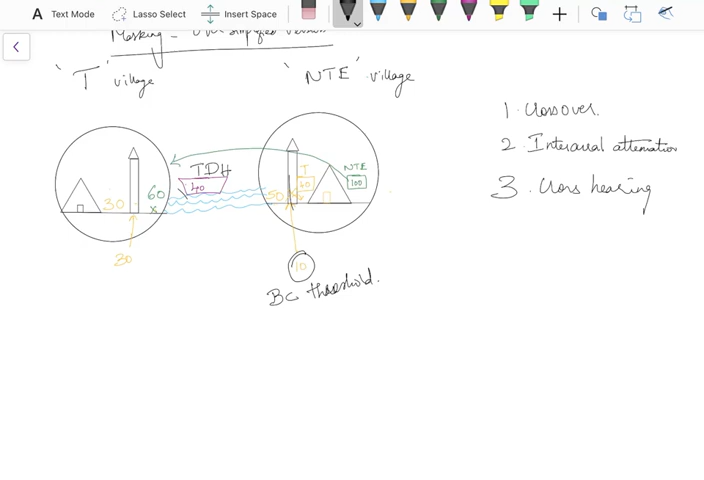 Text Mode
Lasso Select
Insert Space
Masking -
'T' village
'NTE' village
1. Crossover.
2. Interaural attenuation
3. Cross hearing
TDH
40
T
60
NTE
100
30
60
x
50
30
10
BC threshold.